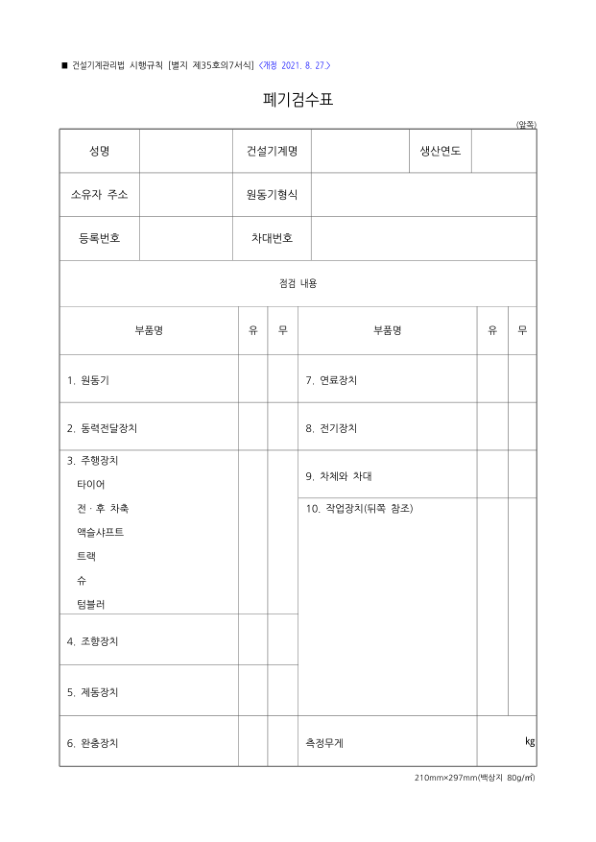 ■ 건설기계관리법 시행규칙 [별지 제35호의7서식] <개정 2021. 8. 27.>
폐기검수표
(앞쪽)
성명 건설기계명 생산연도
소유자 주소 원동기형식
등록번호 차대번호
점검 내용
부품명 유 무 부품명 유 무
1. 원동기 7. 연료장치
2. 동력전달장치 8. 전기장치
3. 주행장치
타이어
전ㆍ후 차축
액슬샤프트
트랙
슈
텀블러
9. 차체와 차대
10. 작업장치(뒤쪽 참조)
4. 조향장치
5. 제동장치
6. 완충장치 측정무게 kg
210mm×297mm(백상지 80g/㎡)